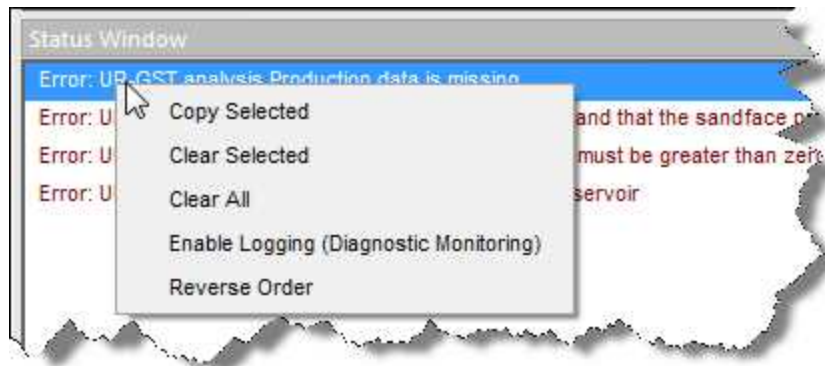 Status Window
Error: UR-GST analysis Production data is missing
Copy Selected
Error: U and that the sandface
Clear Selected
Error: U must be greater than zero
Clear All
Error: U servoir
Enable Logging (Diagnostic Monitoring)
Reverse Order